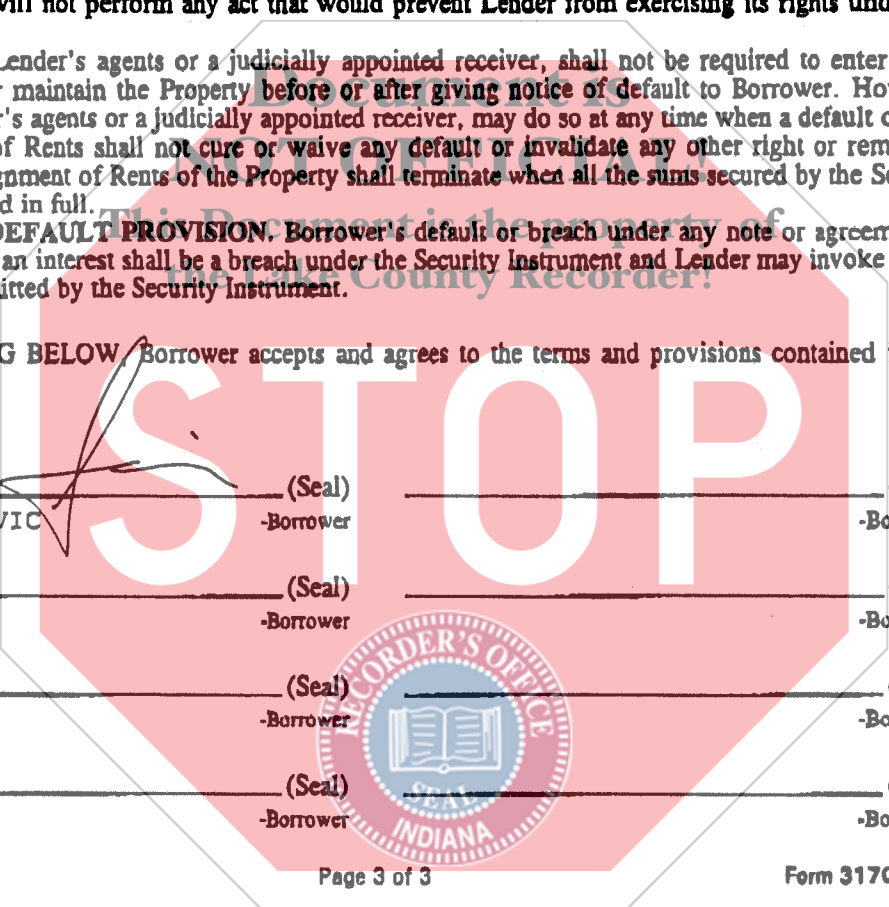 will not perform any act that would prevent Lender from exercising its rights und
Lender's agents or a judicially appointed receiver, shall not be required to enter
r maintain the Property before or after giving notice of default to Borrower. Ho
r's agents or a judicially appointed receiver, may do so at any time when a default
of Rents shall not cure or waive any default or invalidate any other right or rem
gnment of Rents of the Property shall terminate when all the sums secured by the Se
d in full.
DEFAULT PROVISION. Borrower's default or breach under any note or agreem
an interest shall be a breach under the Security Instrument and Lender may invoke
itted by the Security Instrument.
Document is
NOT OFFICIAL!
This Document is the property of
the Lake County Recorder!
G BELOW, Borrower accepts and agrees to the terms and provisions contained
STOP
(Seal)
VIC -Borrower -Bo
(Seal)
-Borrower -Bo
(Seal)
-Borrower -Bo
(Seal)
-Borrower -Bo
RECORDER'S OFFICE
SEAL
INDIANA
Page 3 of 3 Form 3170